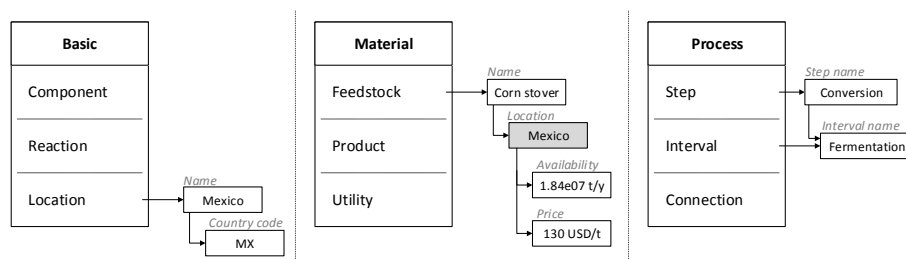 Basic
Component
Reaction
Location
Name
Mexico
Country code
MX
Material
Feedstock
Product
Utility
Name
Corn stover
Location
Mexico
Availability
1.84e07 t/y
Price
130 USD/t
Process
Step
Interval
Connection
Step name
Conversion
Interval name
Fermentation